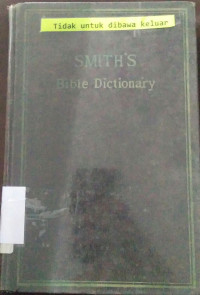 Tidak untuk dibawa keluar
SMITH'S
Bible Dictionary